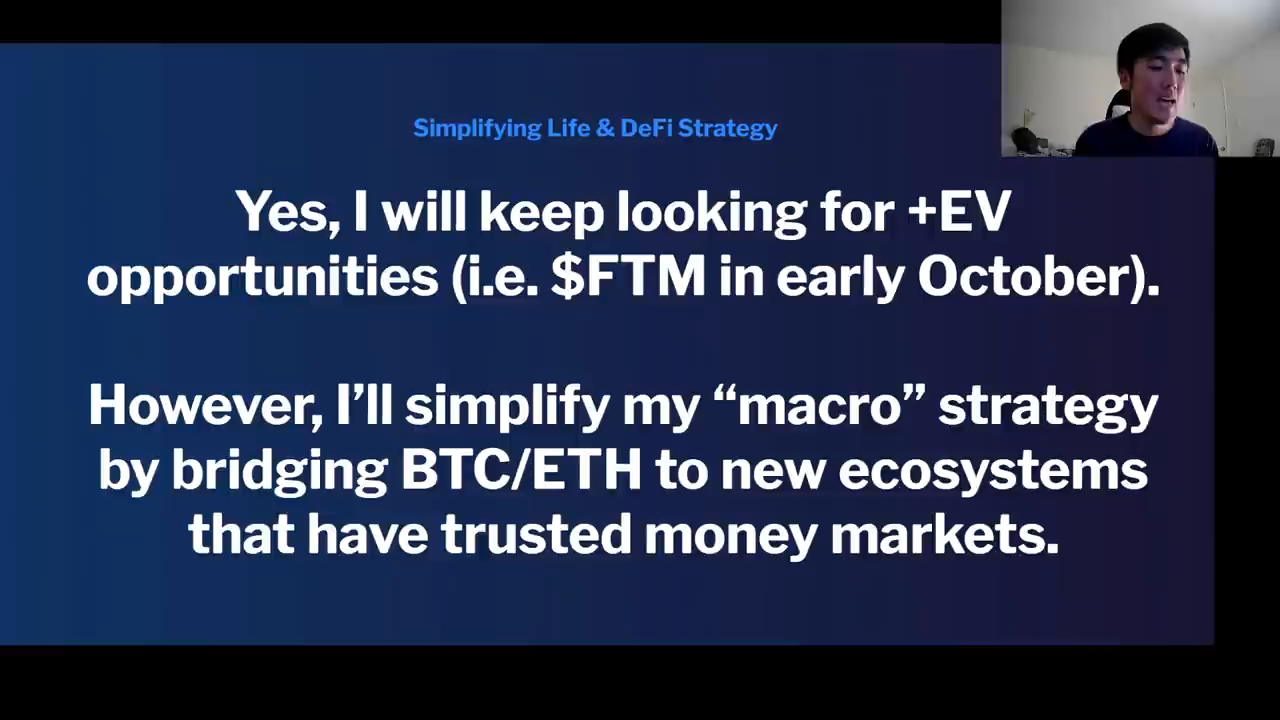 Simplifying Life & DeFi Strategy
Yes, I will keep looking for +EV
opportunities (i.e. $FTM in early October).
However, I’ll simplify my “macro” strategy
by bridging BTC/ETH to new ecosystems
that have trusted money markets.